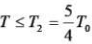 T ≤ T₂ = 5/4 T₀